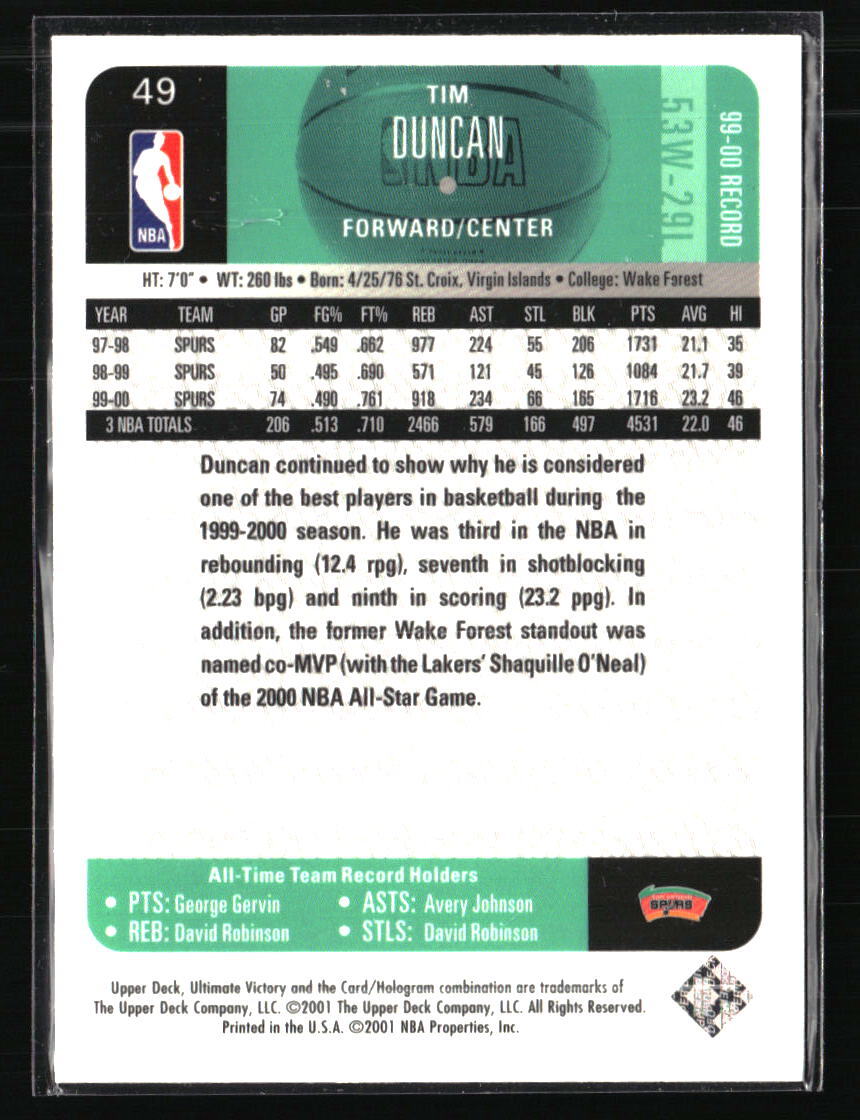 49
TIM
DUNCAN
NBA
FORWARD/CENTER
53W-29L
99-00 RECORD
NBA
HT: 7'0" • WT: 260 lbs • Born: 4/25/76 St. Croix, Virgin Islands • College: Wake Forest
YEAR TEAM GP FG% FT% REB AST STL BLK PTS AVG HI
97-98 SPURS 82 .549 .662 977 224 55 206 1731 21.1 35
98-99 SPURS 50 .495 .690 571 121 45 126 1084 21.7 39
99-00 SPURS 74 .490 .761 918 234 66 165 1716 23.2 46
3 NBA TOTALS 206 .513 .710 2466 579 166 497 4531 22.0 46
Duncan continued to show why he is considered
one of the best players in basketball during the
1999-2000 season. He was third in the NBA in
rebounding (12.4 rpg), seventh in shotblocking
(2.23 bpg) and ninth in scoring (23.2 ppg). In
addition, the former Wake Forest standout was
named co-MVP (with the Lakers' Shaquille O'Neal)
of the 2000 NBA All-Star Game.
All-Time Team Record Holders
• PTS: George Gervin • ASTS: Avery Johnson
• REB: David Robinson • STLS: David Robinson
SPURS
Upper Deck, Ultimate Victory and the Card/Hologram combination are trademarks of
The Upper Deck Company, LLC. ©2001 The Upper Deck Company, LLC. All Rights Reserved.
Printed in the U.S.A. ©2001 NBA Properties, Inc.